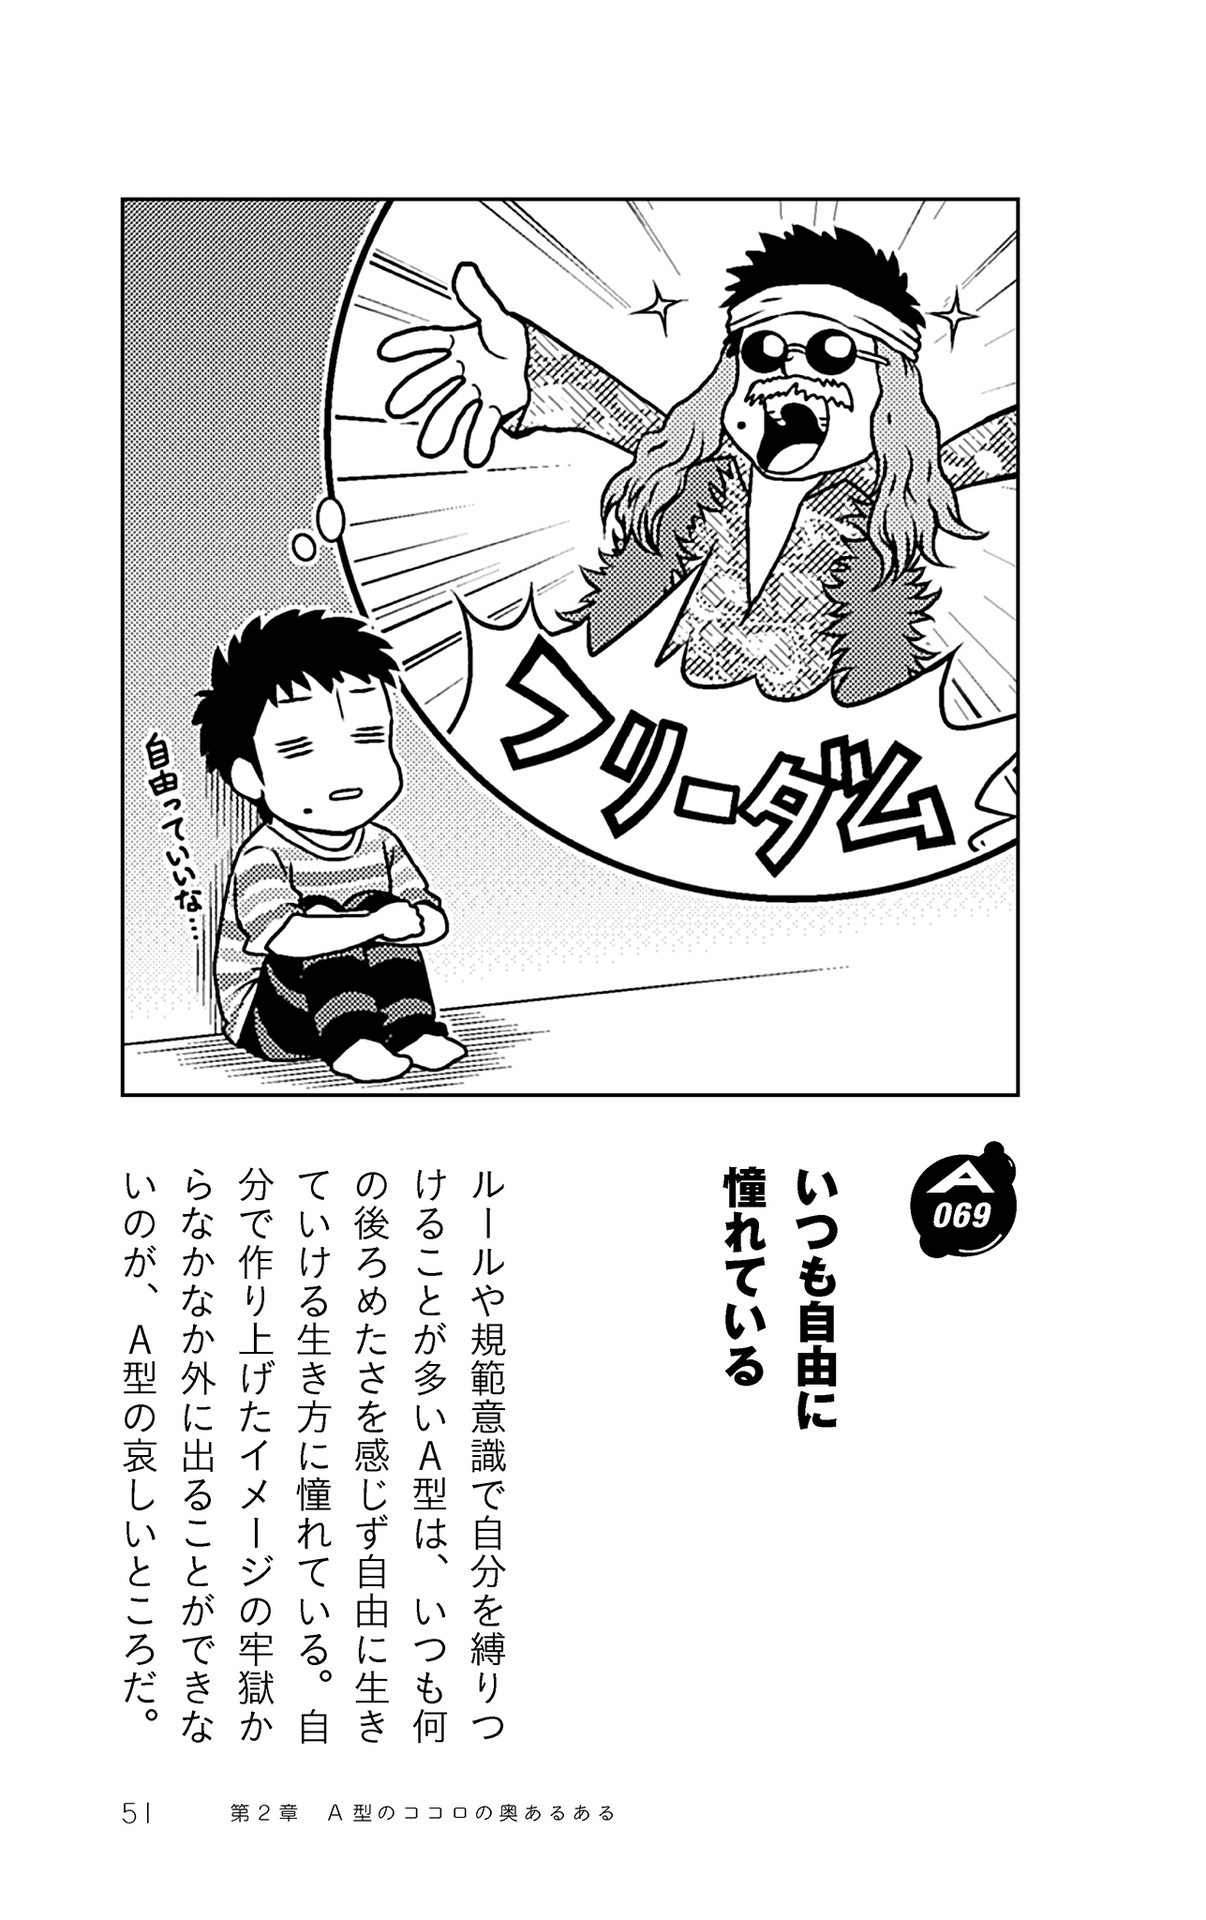 フリーダム
自由っていいな…
A
069
いつも自由に
憧れている
ルールや規範意識で自分を縛りつ
けることが多いA型は、いつも何
の後ろめたさを感じず自由に生き
ていける生き方に憧れている。自
分で作り上げたイメージの牢獄か
らなかなか外に出ることができな
いのが、A型の哀しいところだ。
51 第2章 A型のココロの奥あるある